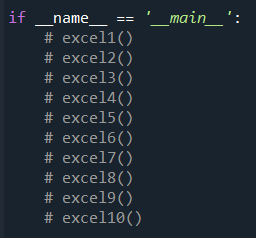 if __name__ == '__main__':
    # excel1()
    # excel2()
    # excel3()
    # excel4()
    # excel5()
    # excel6()
    # excel7()
    # excel8()
    # excel9()
    # excel10()